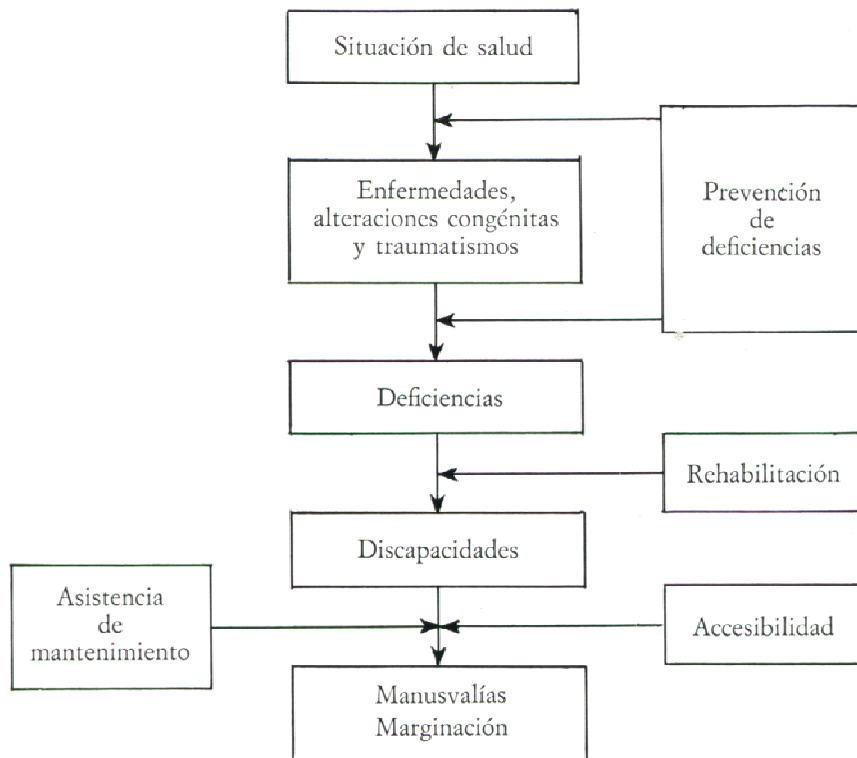 Situación de salud
Enfermedades,
alteraciones congénitas
y traumatismos
Prevención
de
deficiencias
Deficiencias
Rehabilitación
Discapacidades
Asistencia
de
mantenimiento
Accesibilidad
Manusvalías
Marginación